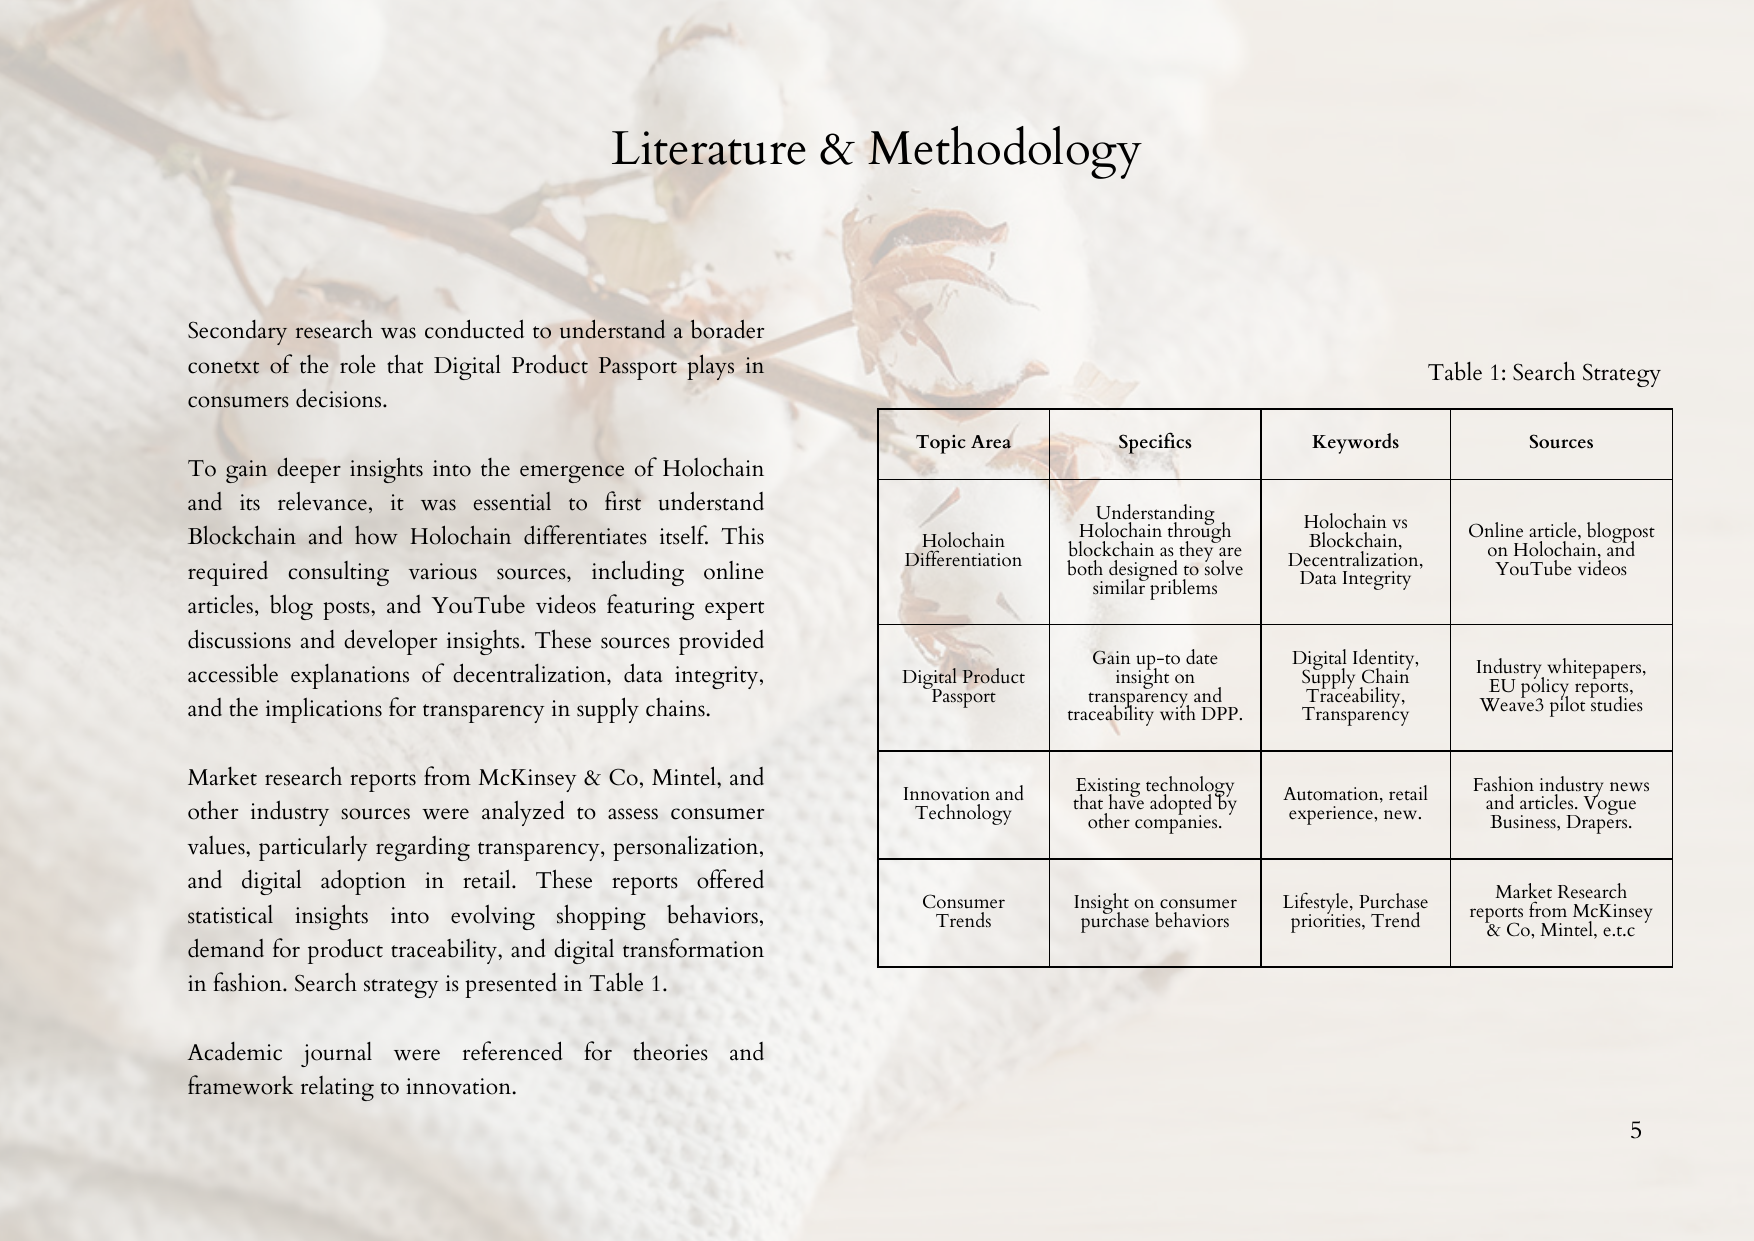 Literature & Methodology
Secondary research was conducted to understand a borader
conetxt of the role that Digital Product Passport plays in
consumers decisions.
To gain deeper insights into the emergence of Holochain
and its relevance, it was essential to first understand
Blockchain and how Holochain differentiates itself. This
required consulting various sources, including online
articles, blog posts, and YouTube videos featuring expert
discussions and developer insights. These sources provided
accessible explanations of decentralization, data integrity,
and the implications for transparency in supply chains.
Market research reports from McKinsey & Co, Mintel, and
other industry sources were analyzed to assess consumer
values, particularly regarding transparency, personalization,
and digital adoption in retail. These reports offered
statistical insights into evolving shopping behaviors,
demand for product traceability, and digital transformation
in fashion. Search strategy is presented in Table 1.
Academic journal were referenced for theories and
framework relating to innovation.
Table 1: Search Strategy
Topic Area
Specifics
Keywords
Sources
Holochain
Differentiation
Understanding
Holochain through
blockchain as they are
both designed to solve
similar priblems
Holochain vs
Blockchain,
Decentralization,
Data Integrity
Online article, blogpost
on Holochain, and
YouTube videos
Digital Product
Passport
Gain up-to date
insight on
transparency and
traceability with DPP.
Digital Identity,
Supply Chain
Traceability,
Transparency
Industry whitepapers,
EU policy reports,
Weave3 pilot studies
Innovation and
Technology
Existing technology
that have adopted by
other companies.
Automation, retail
experience, new.
Fashion industry news
and articles. Vogue
Business, Drapers.
Consumer
Trends
Insight on consumer
purchase behaviors
Lifestyle, Purchase
priorities, Trend
Market Research
reports from McKinsey
& Co, Mintel, e.t.c
5